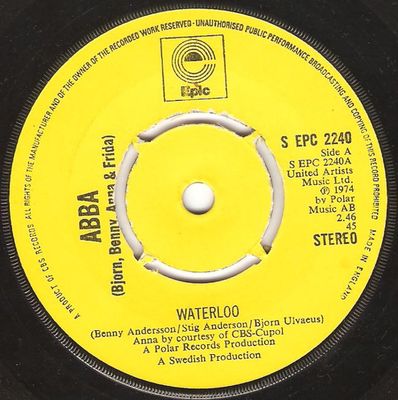 ALL RIGHTS OF THE MANUFACTURER AND OF THE OWNER OF THE RECORDED WORK RESERVED · UNAUTHORISED PUBLIC PERFORMANCE BROADCASTING AND COPYING OF THIS RECORD PROHIBITED
Epic
ABBA
(Bjorn, Benny, Anna & Frida)
S EPC 2240
Side A
S EPC 2240A
United Artists
Music Ltd.
℗ 1974
by Polar
Music AB
2.46
45
STEREO
WATERLOO
(Benny Andersson/Stig Anderson/Bjorn Ulvaeus)
Anna by courtesy of CBS-Cupol
A Polar Records Production
A Swedish Production
A PRODUCT OF CBS RECORDS
MADE IN ENGLAND